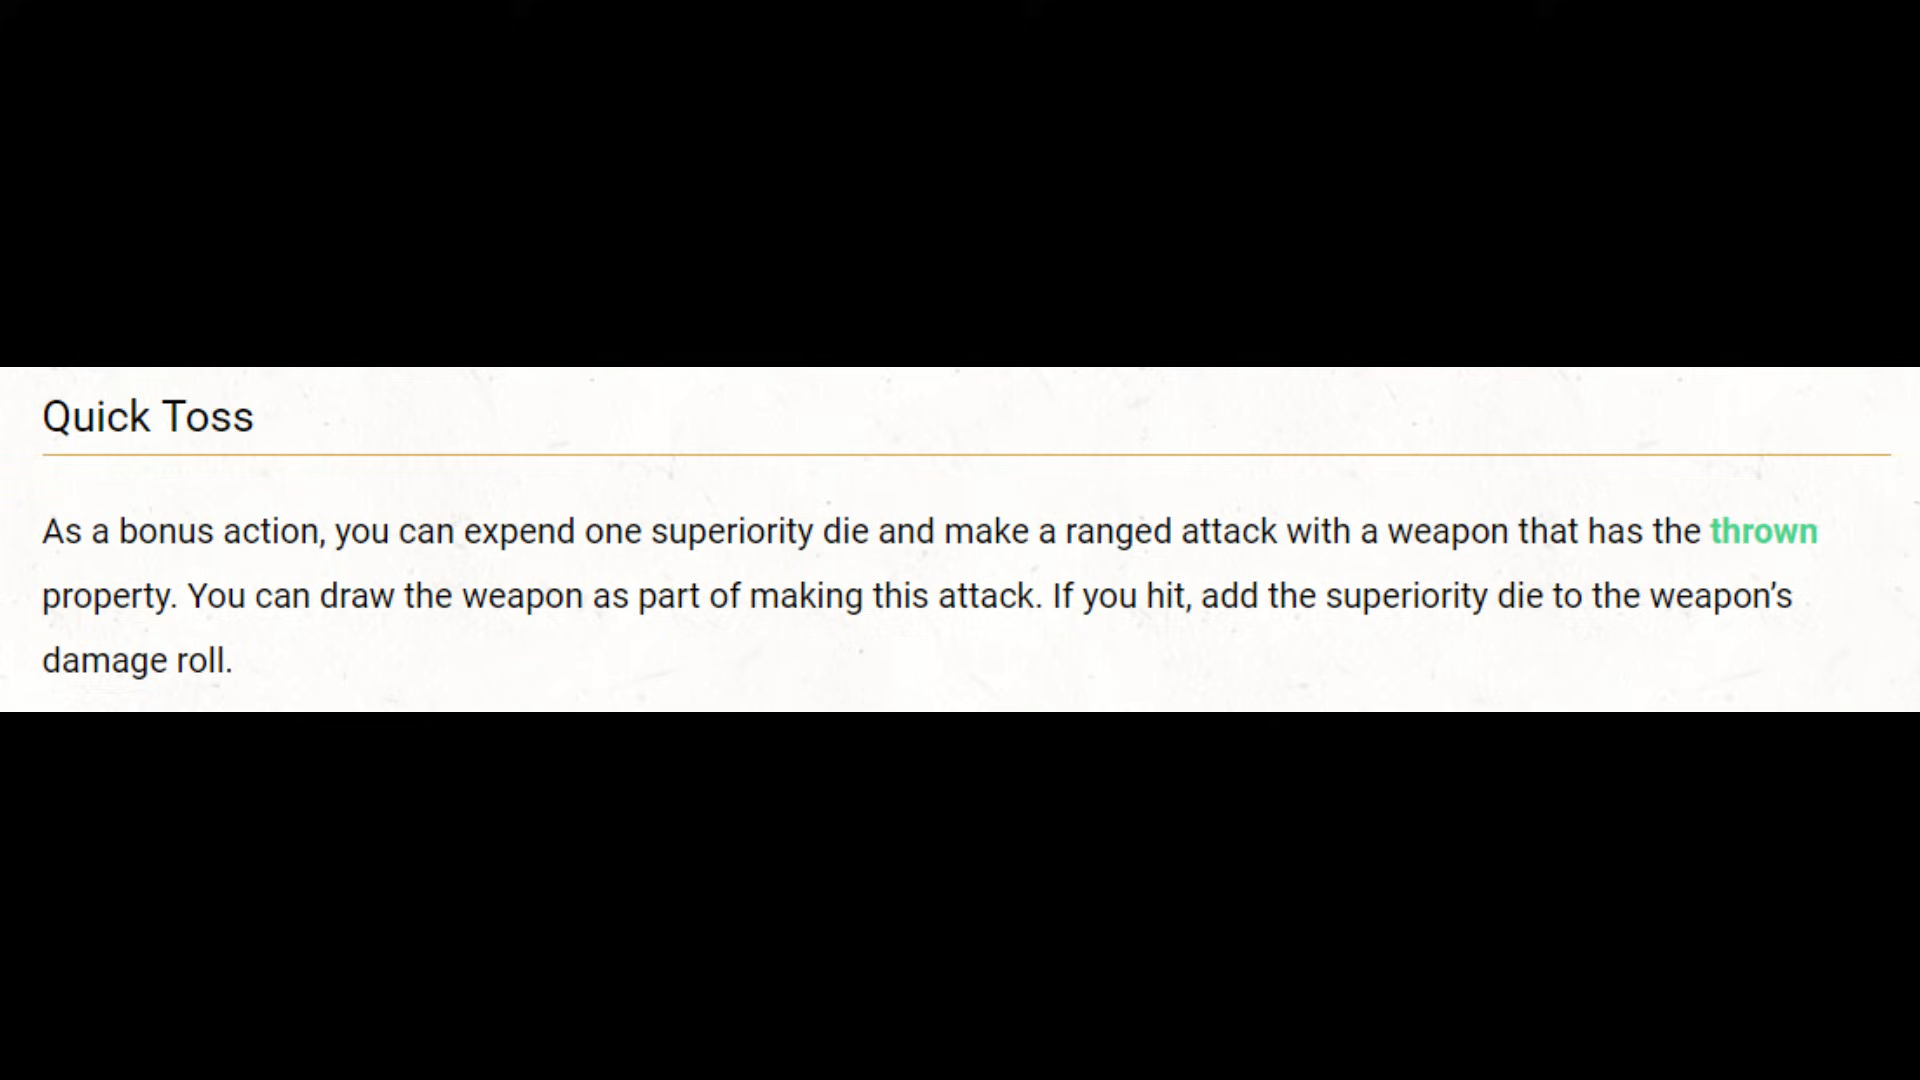 Quick Toss
As a bonus action, you can expend one superiority die and make a ranged attack with a weapon that has the thrown
property. You can draw the weapon as part of making this attack. If you hit, add the superiority die to the weapon’s
damage roll.